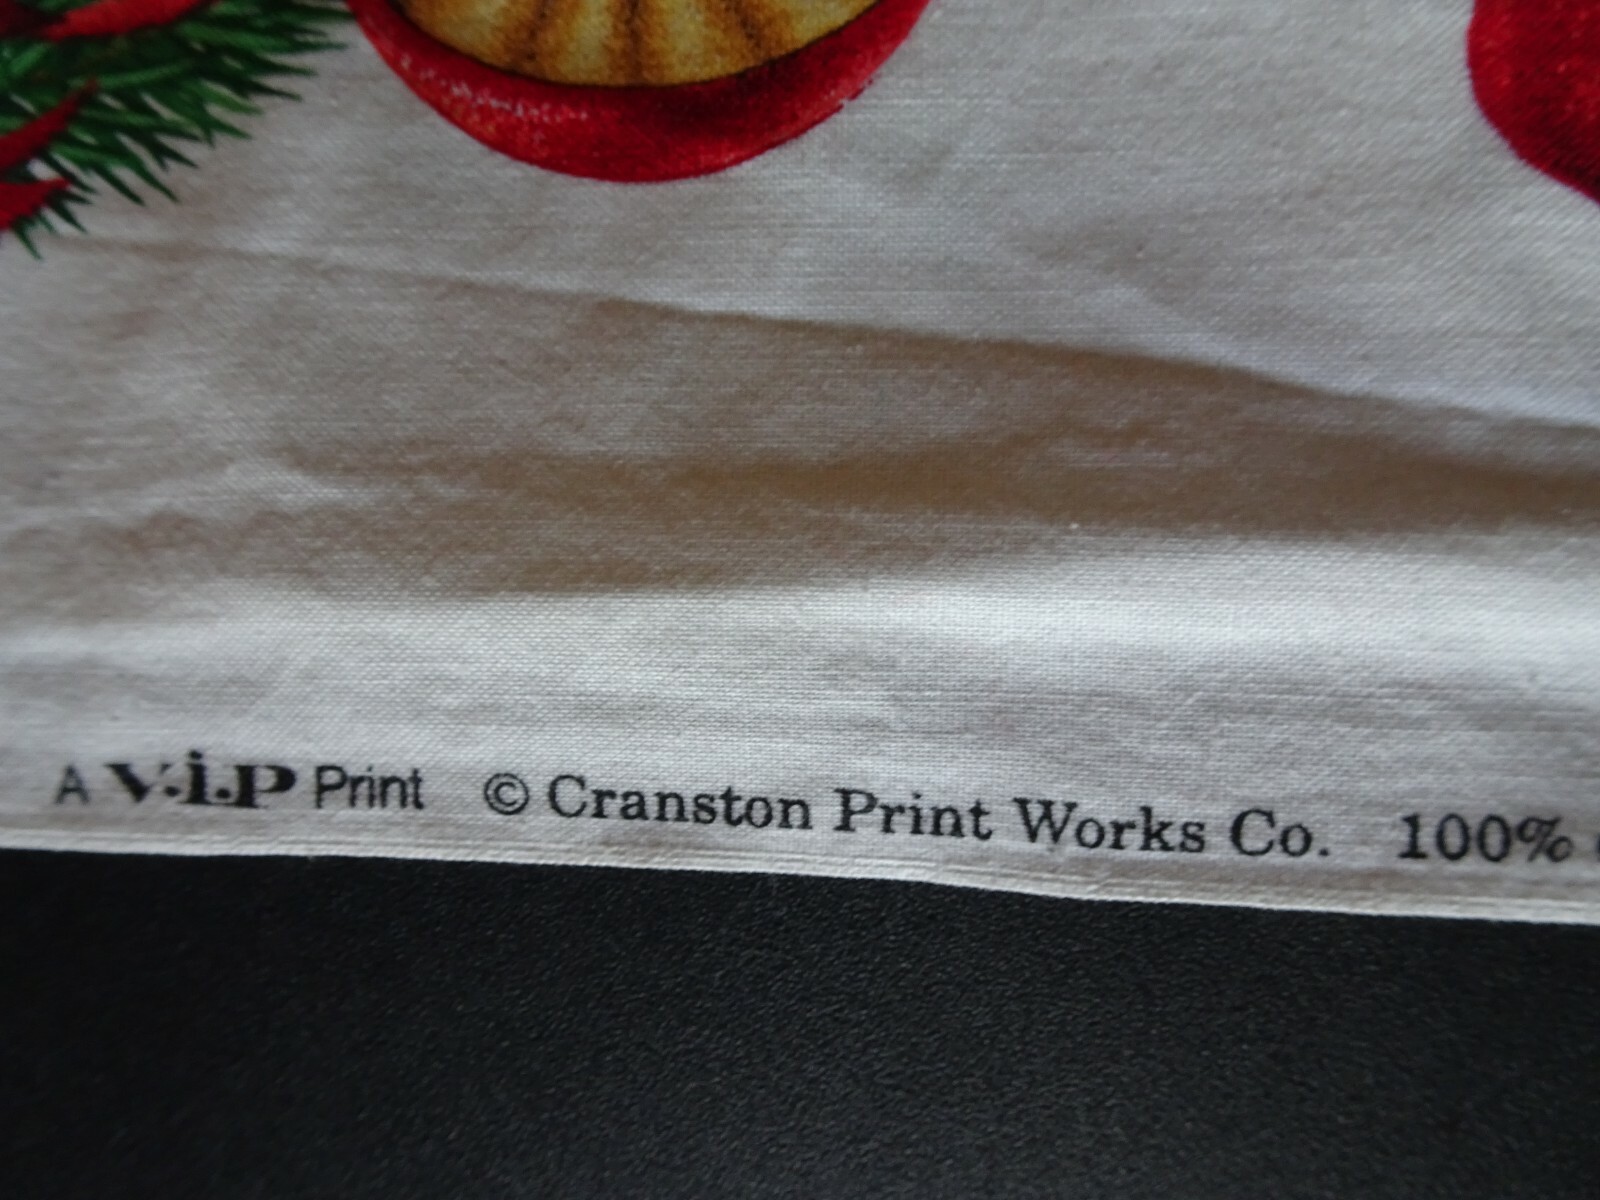 A V.I.P Print © Cranston Print Works Co. 100%